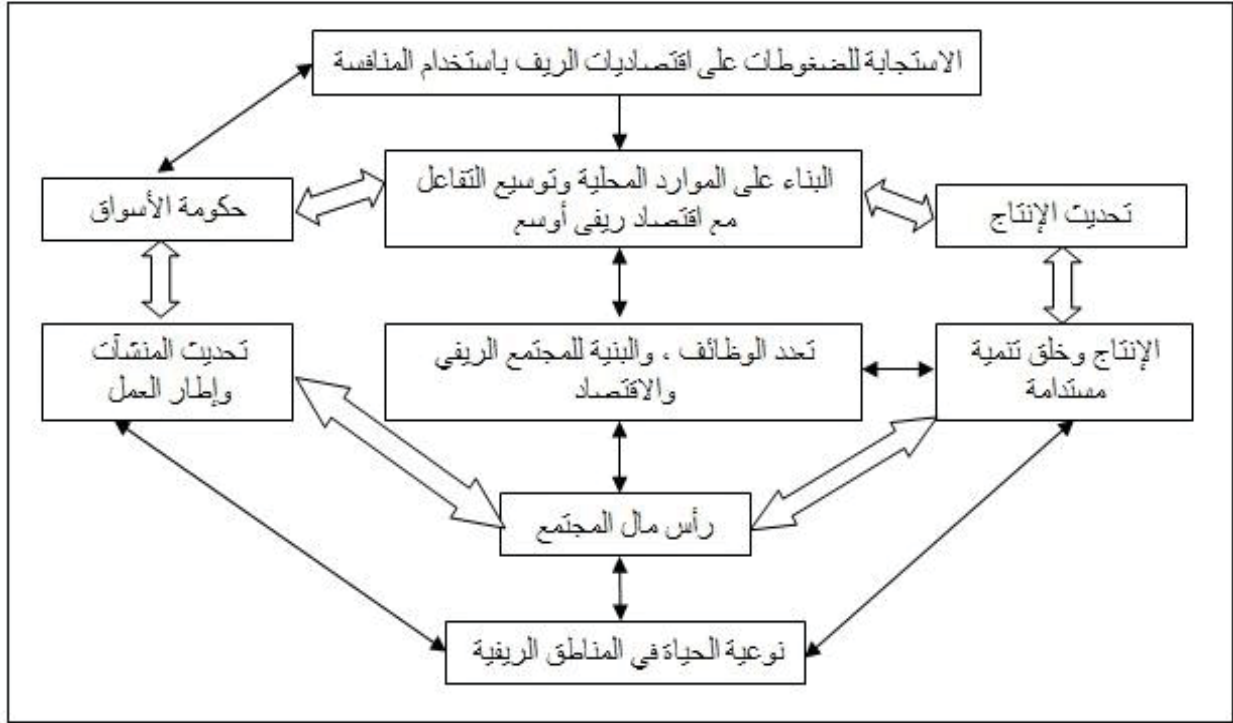 الاستجابة للضغوطات على اقتصاديات الريف باستخدام المنافسة
البناء على الموارد المحلية وتوسيع التفاعل
مع اقتصاد ريفى أوسع
تحديث الإنتاج
حكومة الأسواق
الإنتاج وخلق تنمية
مستدامة
تعدد الوظائف ، والبنية للمجتمع الريفي
والاقتصاد
تحديث المنشآت
وإطار العمل
رأس مال المجتمع
نوعية الحياة في المناطق الريفية